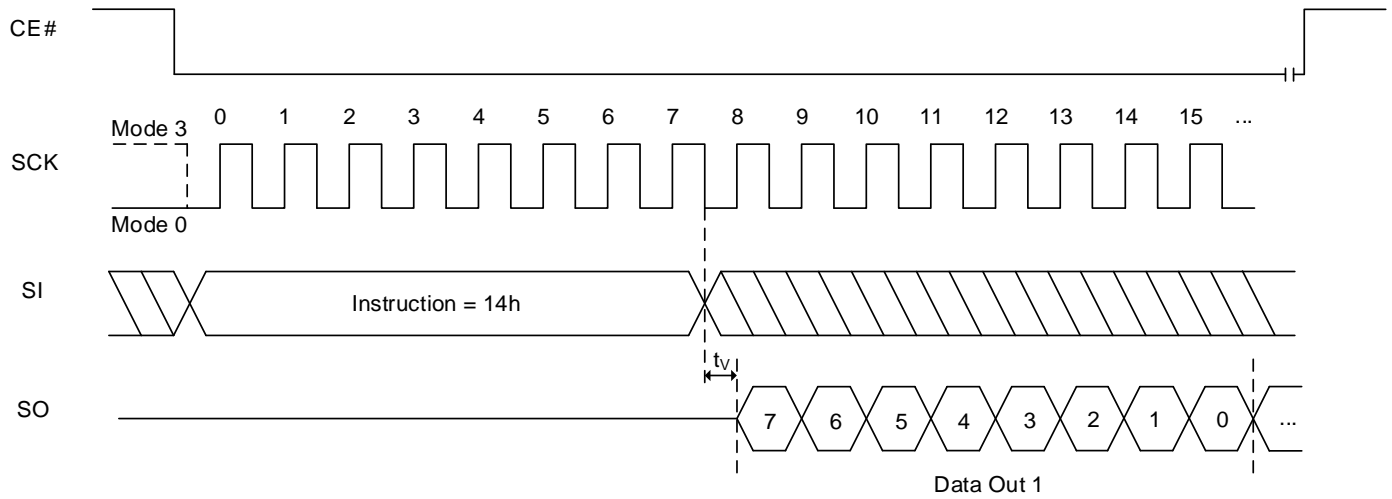 CE#
Mode 3 0 1 2 3 4 5 6 7 8 9 10 11 12 13 14 15 ...
SCK
Mode 0
SI Instruction = 14h
tV
SO 7 6 5 4 3 2 1 0 ...
Data Out 1